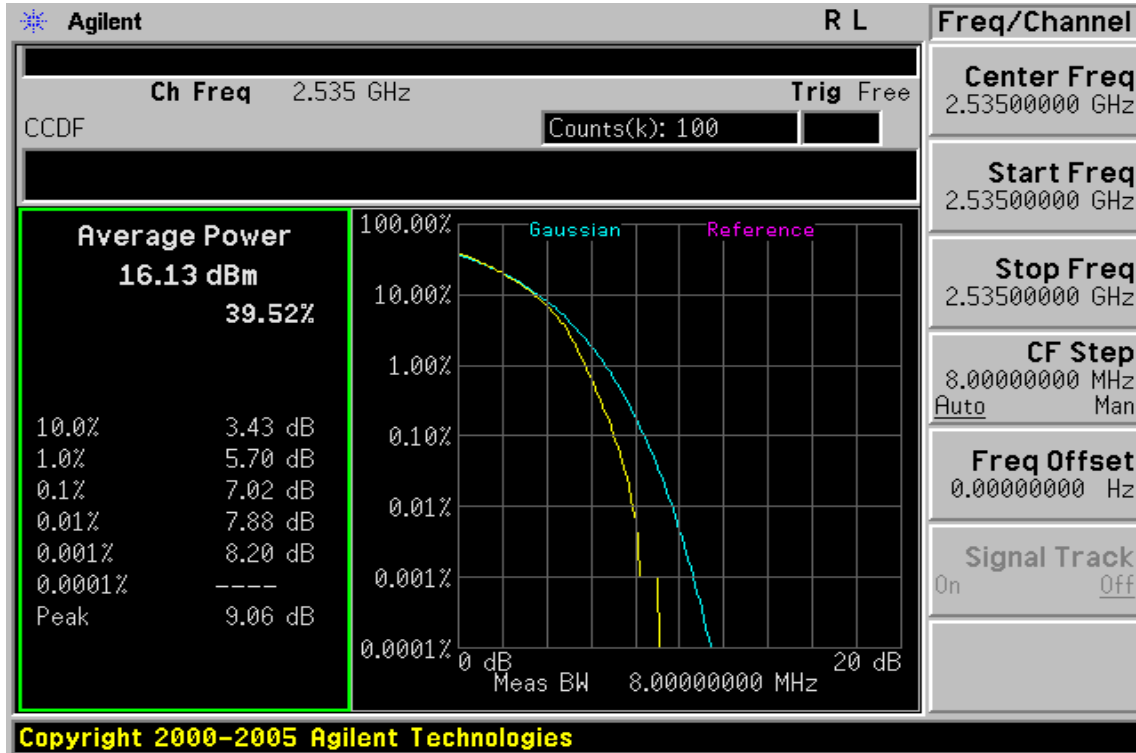 Agilent R L Freq/Channel
Ch Freq 2.535 GHz Trig Free
CCDF Counts(k): 100
Average Power
16.13 dBm
39.52%
10.0% 3.43 dB
1.0% 5.70 dB
0.1% 7.02 dB
0.01% 7.88 dB
0.001% 8.20 dB
0.0001% ----
Peak 9.06 dB
Gaussian Reference
100.00%
10.00%
1.00%
0.10%
0.01%
0.001%
0.0001%
0 dB 20 dB
Meas BW 8.00000000 MHz
Center Freq
2.53500000 GHz
Start Freq
2.53500000 GHz
Stop Freq
2.53500000 GHz
CF Step
8.00000000 MHz
Auto Man
Freq Offset
0.00000000 Hz
Signal Track
On Off
Copyright 2000-2005 Agilent Technologies